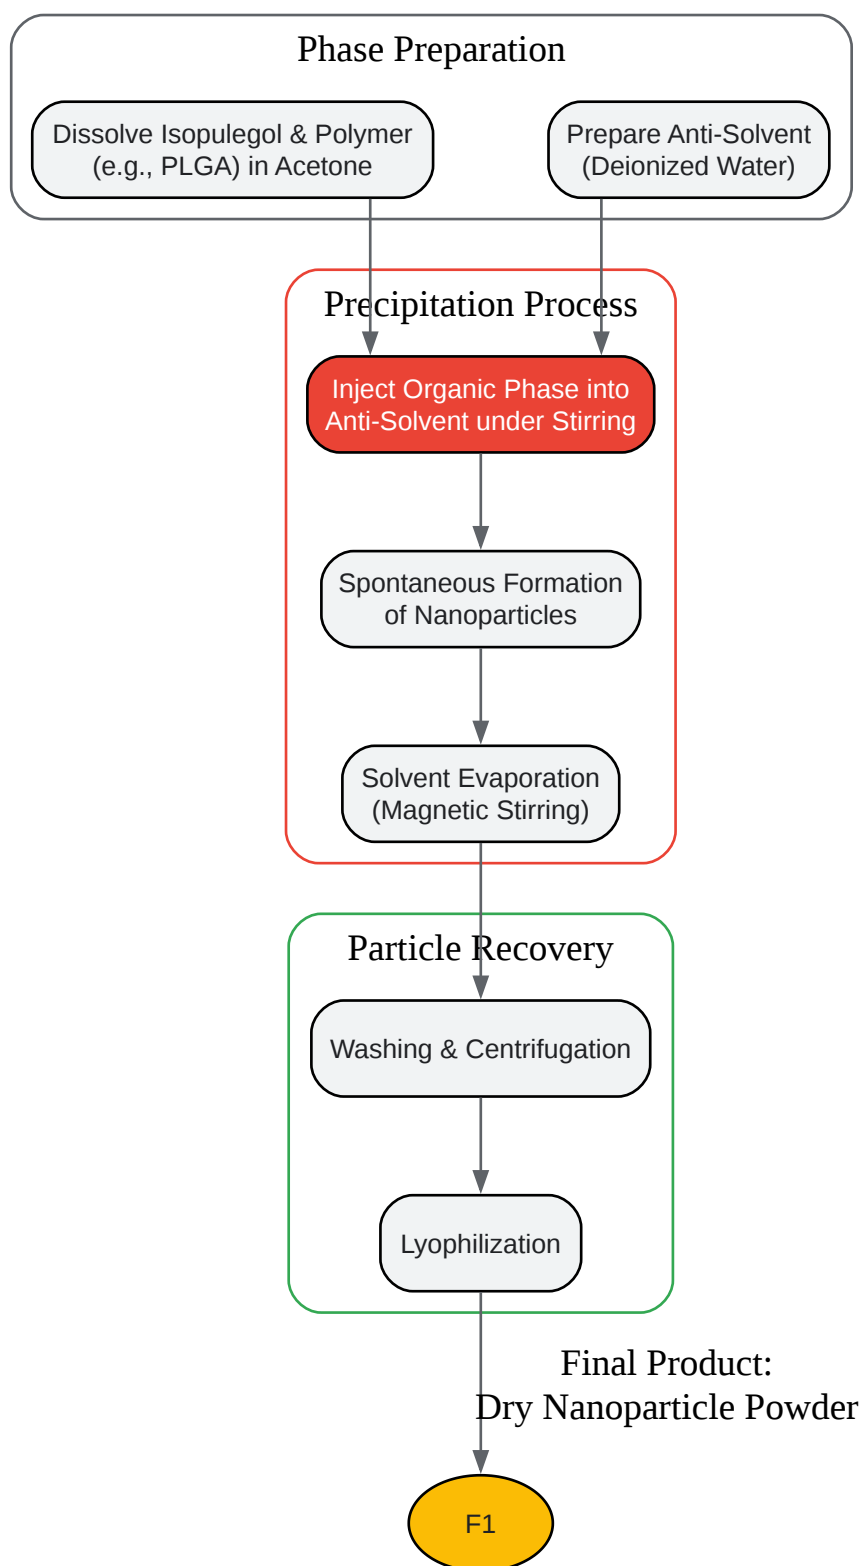 Phase Preparation
Dissolve Isopulegol & Polymer
(e.g., PLGA) in Acetone
Prepare Anti-Solvent
(Deionized Water)
Precipitation Process
Inject Organic Phase into
Anti-Solvent under Stirring
Spontaneous Formation
of Nanoparticles
Solvent Evaporation
(Magnetic Stirring)
Particle Recovery
Washing & Centrifugation
Lyophilization
Final Product:
Dry Nanoparticle Powder
F1